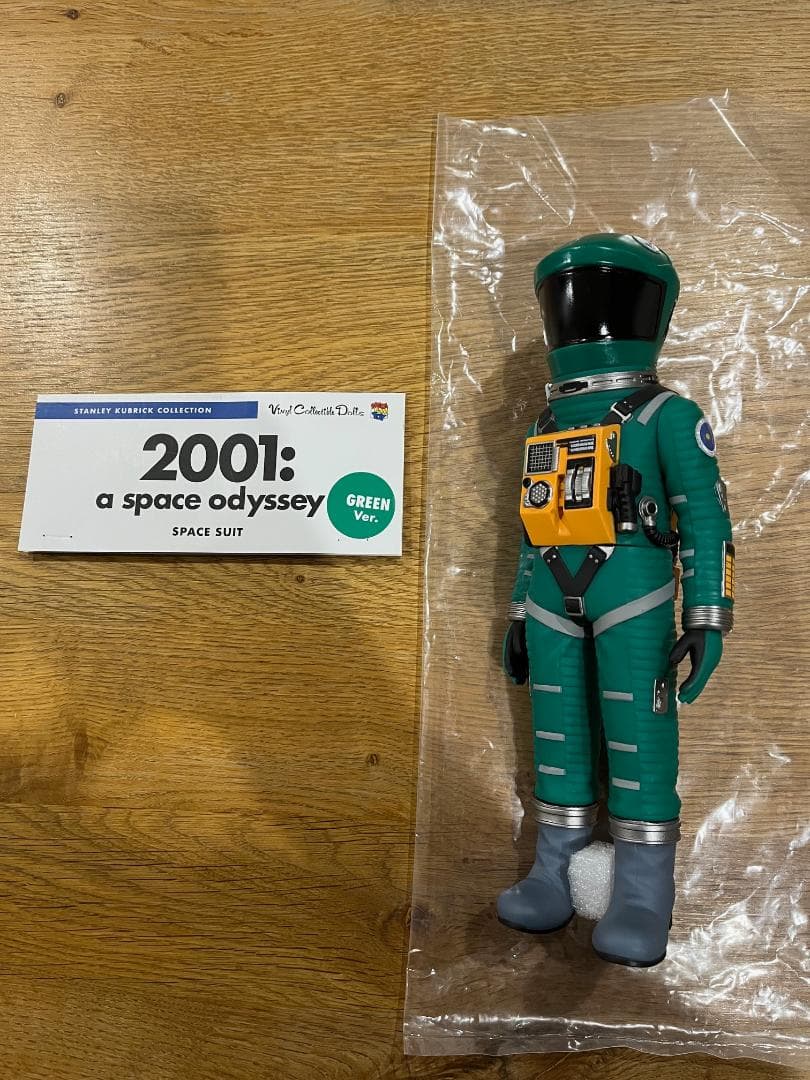 STANLEY KUBRICK COLLECTION
Vinyl Collectible Dolls
2001:
a space odyssey
GREEN
Ver.
SPACE SUIT